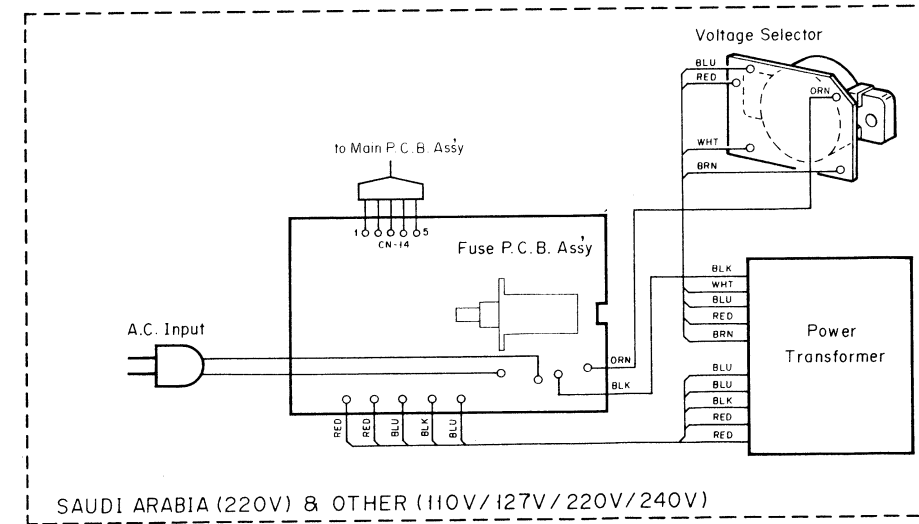 Voltage Selector
BLU
RED
ORN
WHT
BRN
to Main P.C.B. Ass'y
1 5
CN-14
Fuse P.C.B. Ass'y
BLK
WHT
BLU
RED
BRN
Power
Transformer
A.C. Input
ORN
BLK
BLU
BLU
BLK
RED
RED
RED
RED
BLU
BLK
BLU
SAUDI ARABIA (220V) & OTHER (110V/127V/220V/240V)